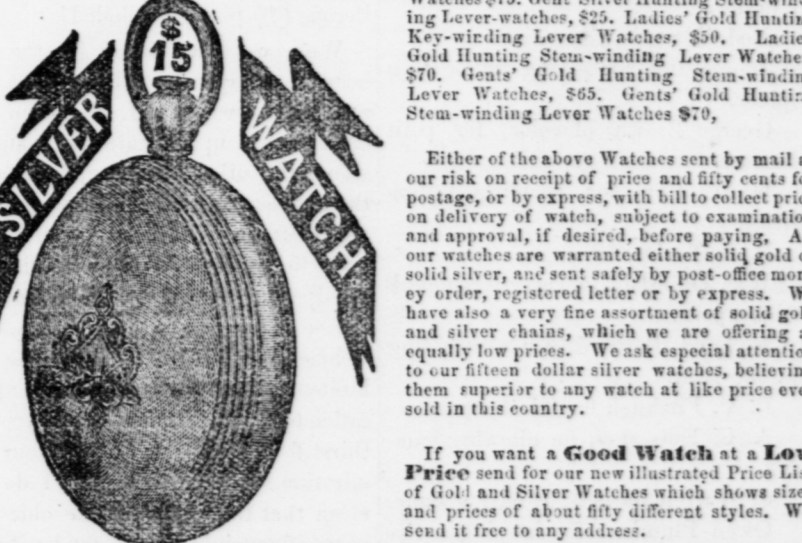 $
15
SILVER
WATCH
ing Lever-watches, $25. Ladies' Gold Huntin
Key-winding Lever Watches, $50. Ladie
Gold Hunting Stem-winding Lever Watche
$70. Gents' Gold Hunting Stem-windin
Lever Watches, $65. Gents' Gold Huntin
Stem-winding Lever Watches $70,
Either of the above Watches sent by mail a
our risk on receipt of price and fifty cents fo
postage, or by express, with bill to collect pric
on delivery of watch, subject to examinatio
and approval, if desired, before paying, A
our watches are warranted either solid gold o
solid silver, and sent safely by post-office mon
ey order, registered letter or by express. W
have also a very fine assortment of solid gol
and silver chains, which we are offering a
equally low prices. We ask especial attentio
to our fifteen dollar silver watches, believin
them superior to any watch at like price eve
sold in this country.
If you want a Good Watch at a Low
Price send for our new illustrated Price Lis
of Gold and Silver Watches which shows size
and prices of about fifty different styles. W
send it free to any address.